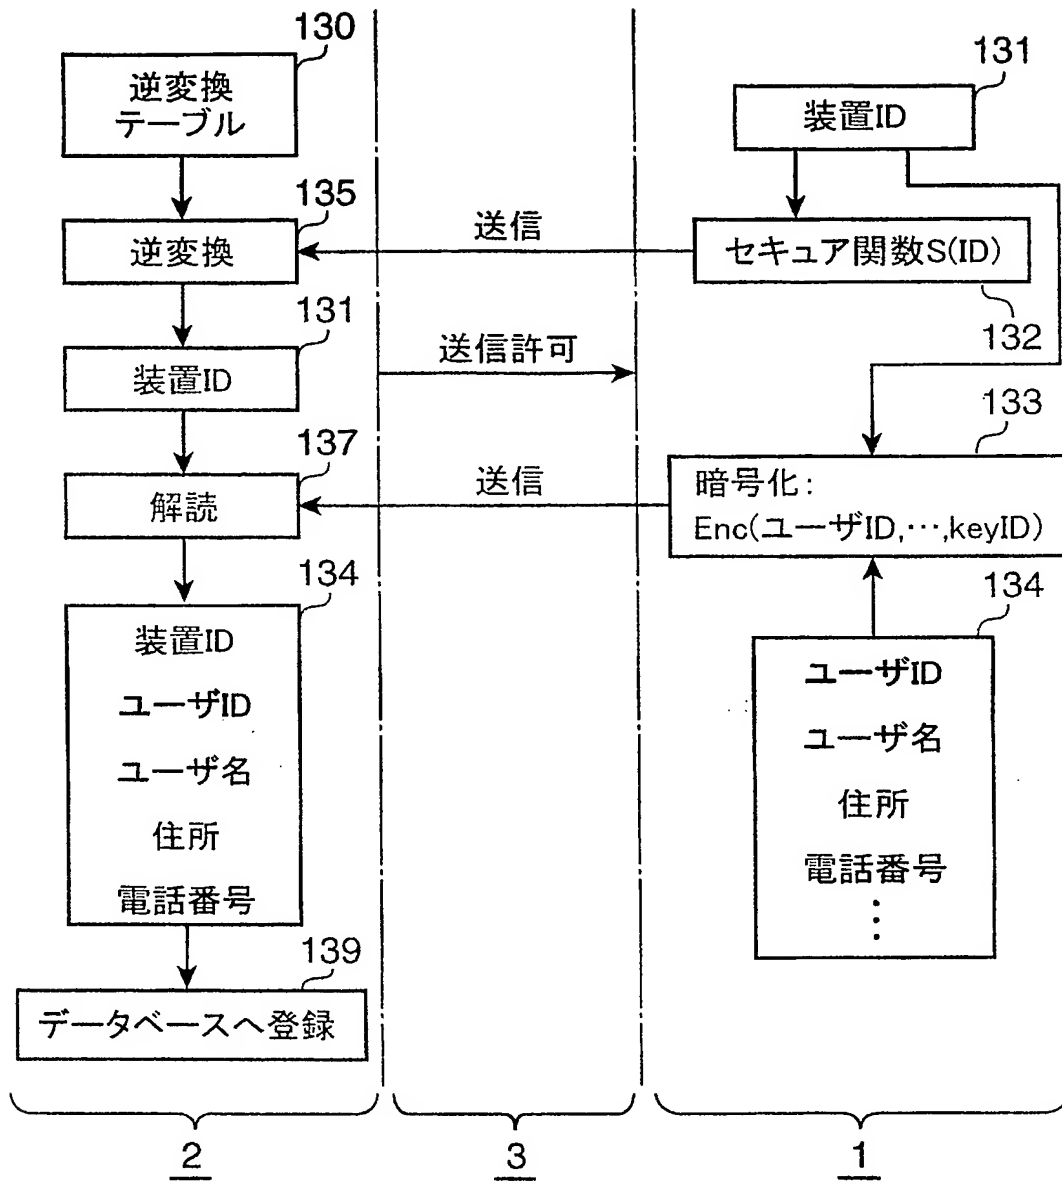 130
逆変換
テーブル
131
装置ID
135
逆変換
送信
セキュア関数S(ID)
132
131
装置ID
送信許可
133
137
解読
送信
暗号化:
Enc(ユーザID,…,keyID)
134
装置ID
ユーザID
ユーザ名
住所
電話番号
134
ユーザID
ユーザ名
住所
電話番号
⋮
139
データベースへ登録
2
3
1